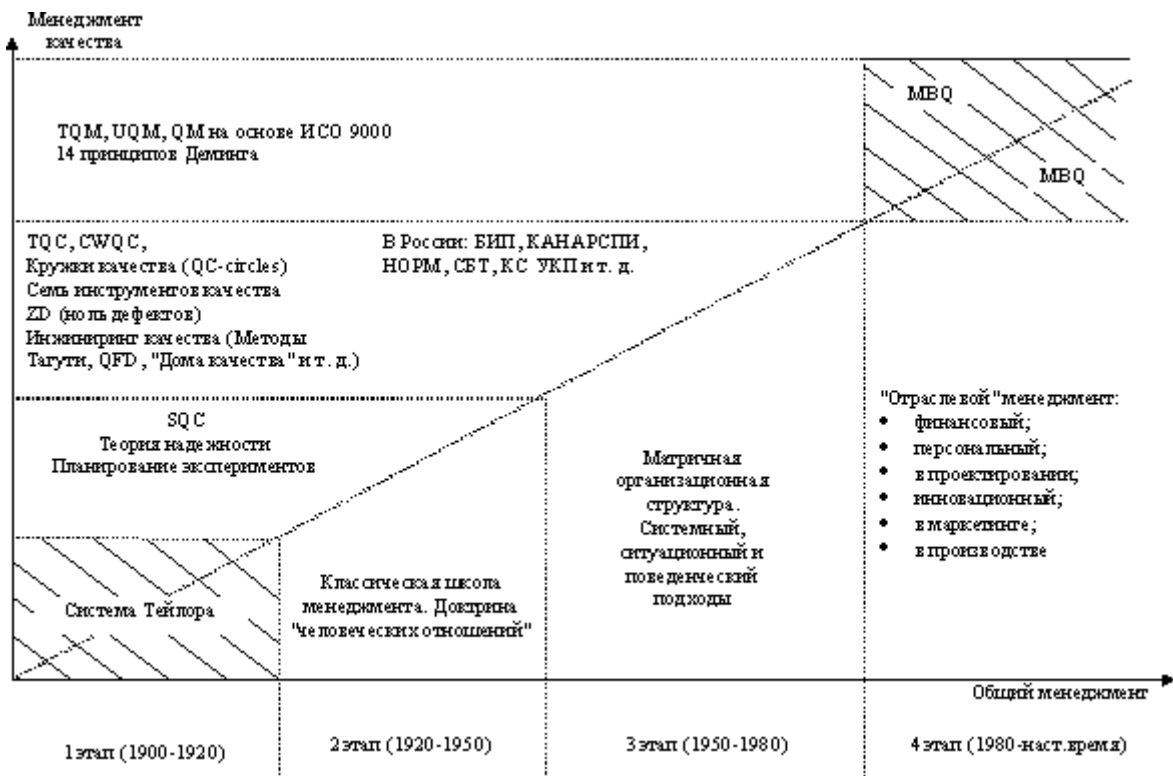 Менеджмент
качества
MBQ
TQM, UQM, QM на основе ИСО 9000
14 принципов Деминга
MBQ
TQC, CWQC,
Кружки качества (QC-circles)
Семь инструментов качества
ZD (ноль дефектов)
Инжиниринг качества (Методы
Тагути, QFD, "Дома качества" и т. д.)
В России: БИП, КАНАРСПИ,
НОРМ, СБТ, КС УКП и т. д.
SQC
Теория надежности
Планирование экспериментов
"Отраслевой" менеджмент:
• финансовый;
• персональный;
• в проектировании;
• инновационный;
• в маркетинге;
• в производстве
Матричная
организационная
структура.
Системный,
ситуационный и
поведенческий
подходы
Система Тейлора
Классическая школа
менеджмента. Доктрина
"человеческих отношений"
Общий менеджмент
1 этап (1900-1920)
2 этап (1920-1950)
3 этап (1950-1980)
4 этап (1980-наст.время)